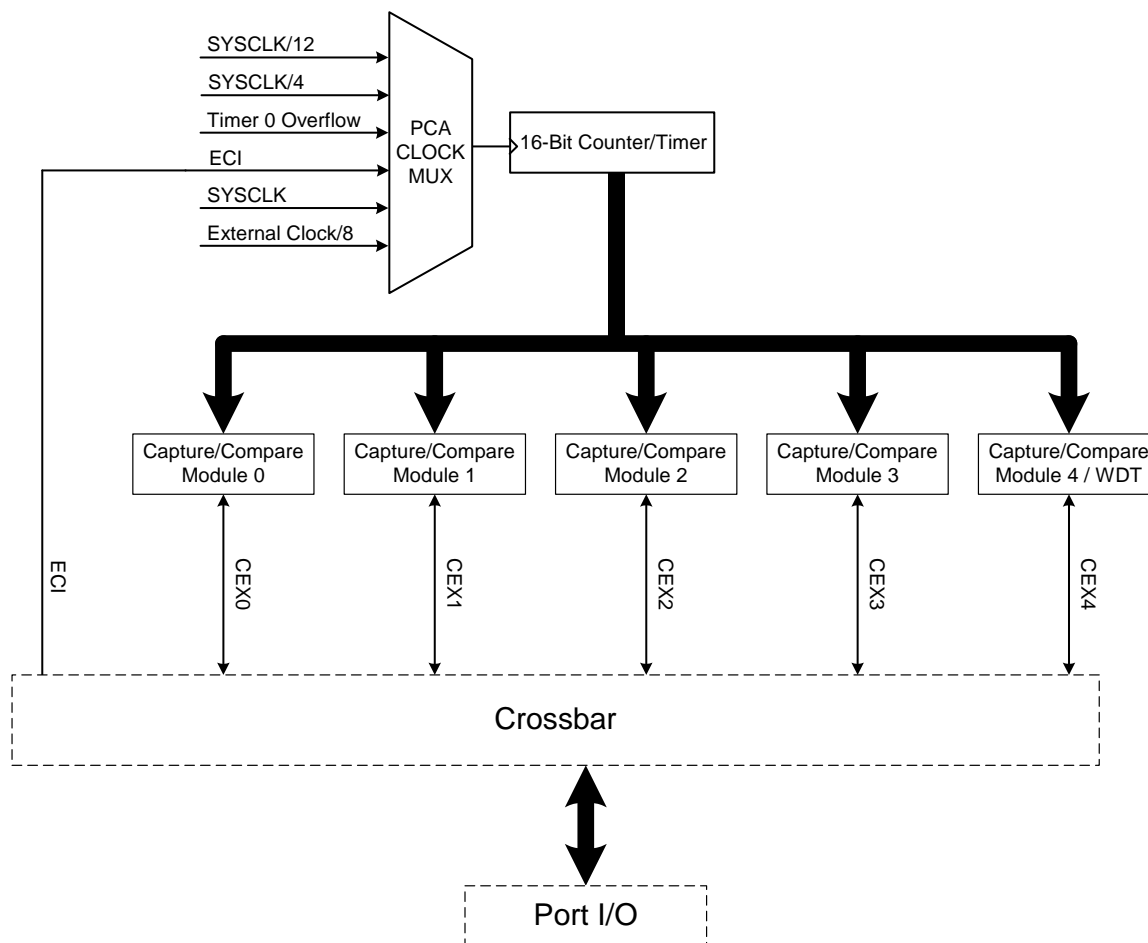 SYSCLK/12
SYSCLK/4
Timer 0 Overflow
ECI
SYSCLK
External Clock/8
PCA
CLOCK
MUX
16-Bit Counter/Timer
Capture/Compare
Module 0
Capture/Compare
Module 1
Capture/Compare
Module 2
Capture/Compare
Module 3
Capture/Compare
Module 4 / WDT
ECI
CEX0
CEX1
CEX2
CEX3
CEX4
Crossbar
Port I/O